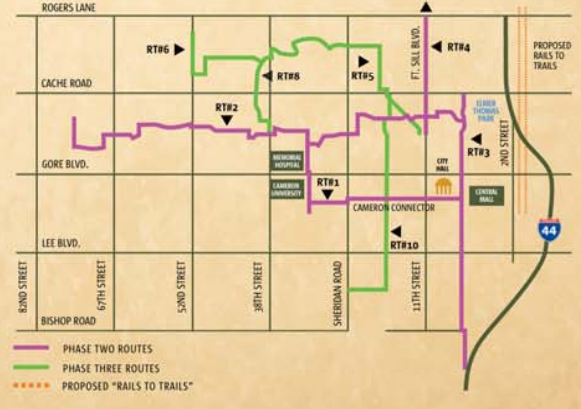 ROGERS LANE
RT#6
RT#8
RT#5
FT. SILL BLVD.
RT#4
PROPOSED
RAILS TO
TRAILS
CACHE ROAD
RT#2
ELMER
THOMAS
PARK
RT#3
2ND STREET
GORE BLVD.
MEMORIAL
HOSPITAL
CITY
HALL
CAMERON
UNIVERSITY
RT#1
CENTRAL
MALL
CAMERON CONNECTOR
LEE BLVD.
RT#10
44
82ND STREET
67TH STREET
52ND STREET
38TH STREET
SHERIDAN ROAD
11TH STREET
BISHOP ROAD
PHASE TWO ROUTES
PHASE THREE ROUTES
PROPOSED "RAILS TO TRAILS"